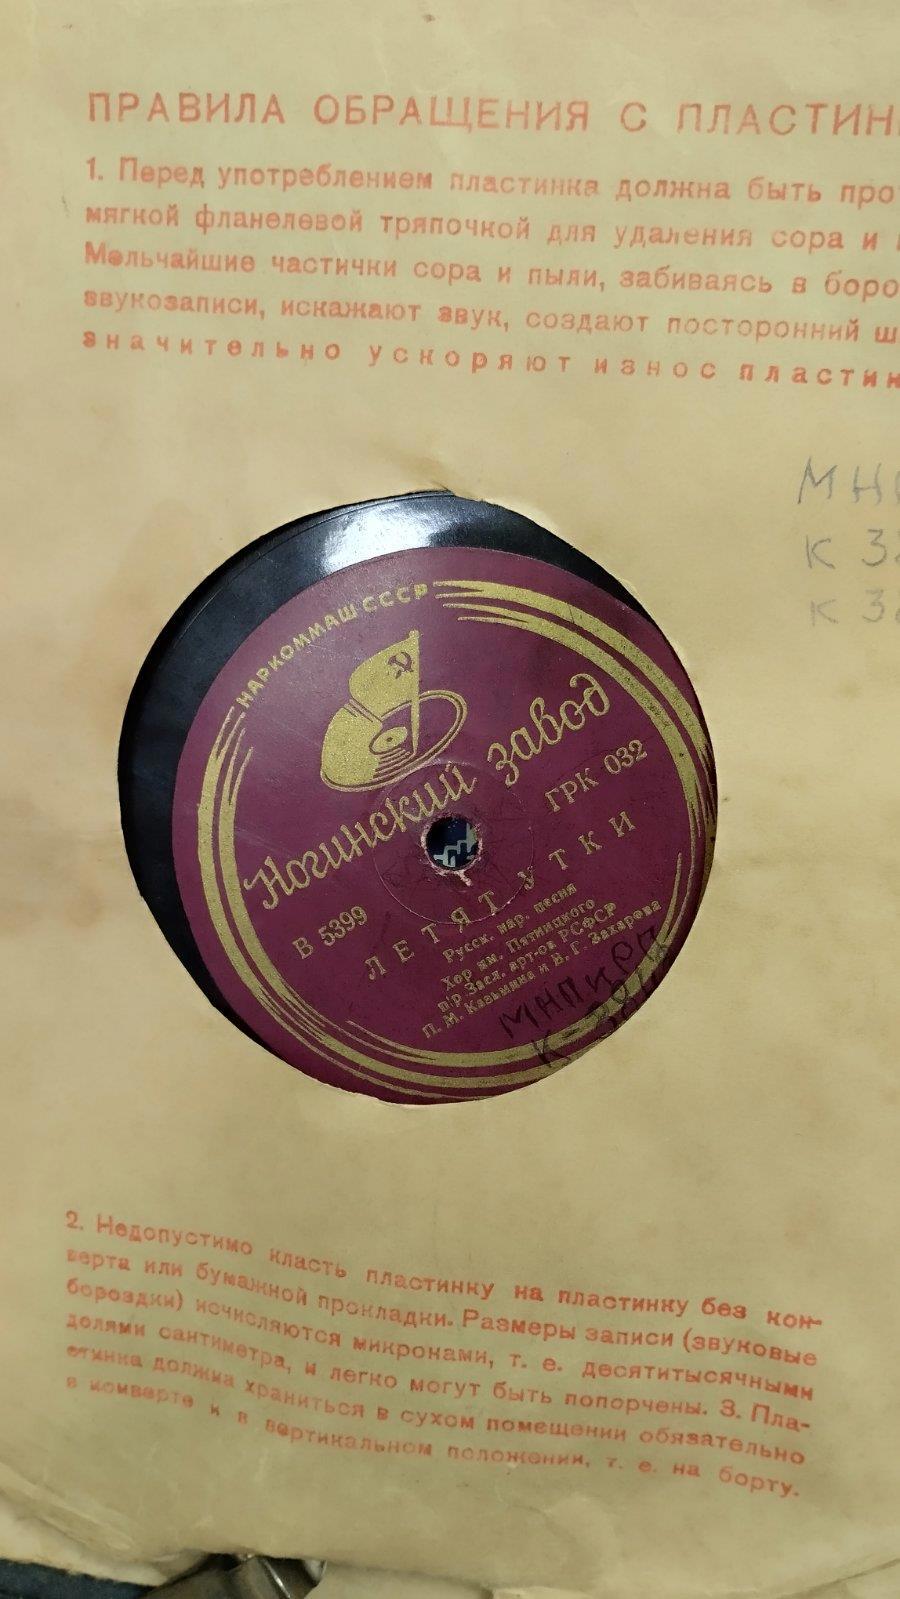 ПРАВИЛА ОБРАЩЕНИЯ С ПЛАСТИН
1. Перед употреблением пластинка должна быть про
мягкой фланелевой тряпочкой для удаления сора и
Мельчайшие частички сора и пыли, забиваясь в боро
звукозаписи, искажают звук, создают посторонний ш
значительно ускоряют износ пластин
МН
К 3
К 3
НАРКОММАШ СССР
Ногинский завод
В 5399 ГРК 032
ЛЕТЯТ УТКИ
Русск. нар. песня
Хор им. Пятницкого
п/р Засл. арт-ов РСФСР
П. М. Казьмина и В. Г. Захарова
2. Недопустимо класть пластинку на пластинку без кон-
верта или бумажной прокладки. Размеры записи (звуковые
бороздки) исчисляются микронами, т. е. десятитысячными
долями сантиметра, и легко могут быть попорчены. 3. Пла-
стинка должна храниться в сухом помещении обязательно
в конверте и в вертикальном положении, т. е. на борту.